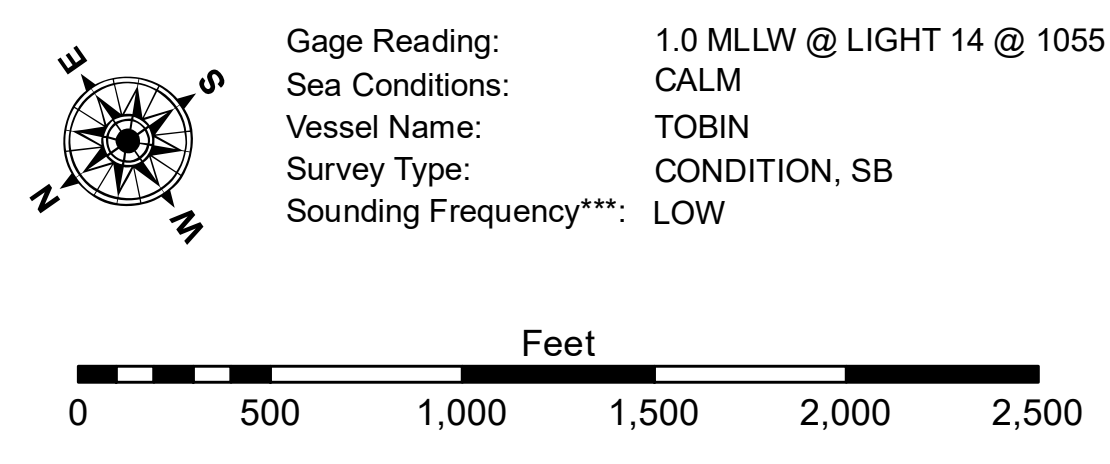 E
S
N
W
Gage Reading: 1.0 MLLW @ LIGHT 14 @ 1055
Sea Conditions: CALM
Vessel Name: TOBIN
Survey Type: CONDITION, SB
Sounding Frequency***: LOW
Feet
0 500 1,000 1,500 2,000 2,500